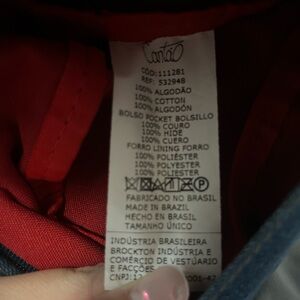 Cantão
CÓD:111281
REF: 532948
100% ALGODÃO
100% COTTON
100% ALGODÓN
BOLSO POCKET BOLSILLO
100% COURO
100% HIDE
100% CUERO
FORRO LINING FORRO
100% POLIÉSTER
100% POLYESTER
100% POLIÉSTER
FABRICADO NO BRASIL
MADE IN BRAZIL
HECHO EN BRASIL
TAMANHO ÚNICO
INDÚSTRIA BRASILEIRA
BROCKTON INDÚSTRIA E
COMÉRCIO DE VESTUÁRIO
E FACÇÕES